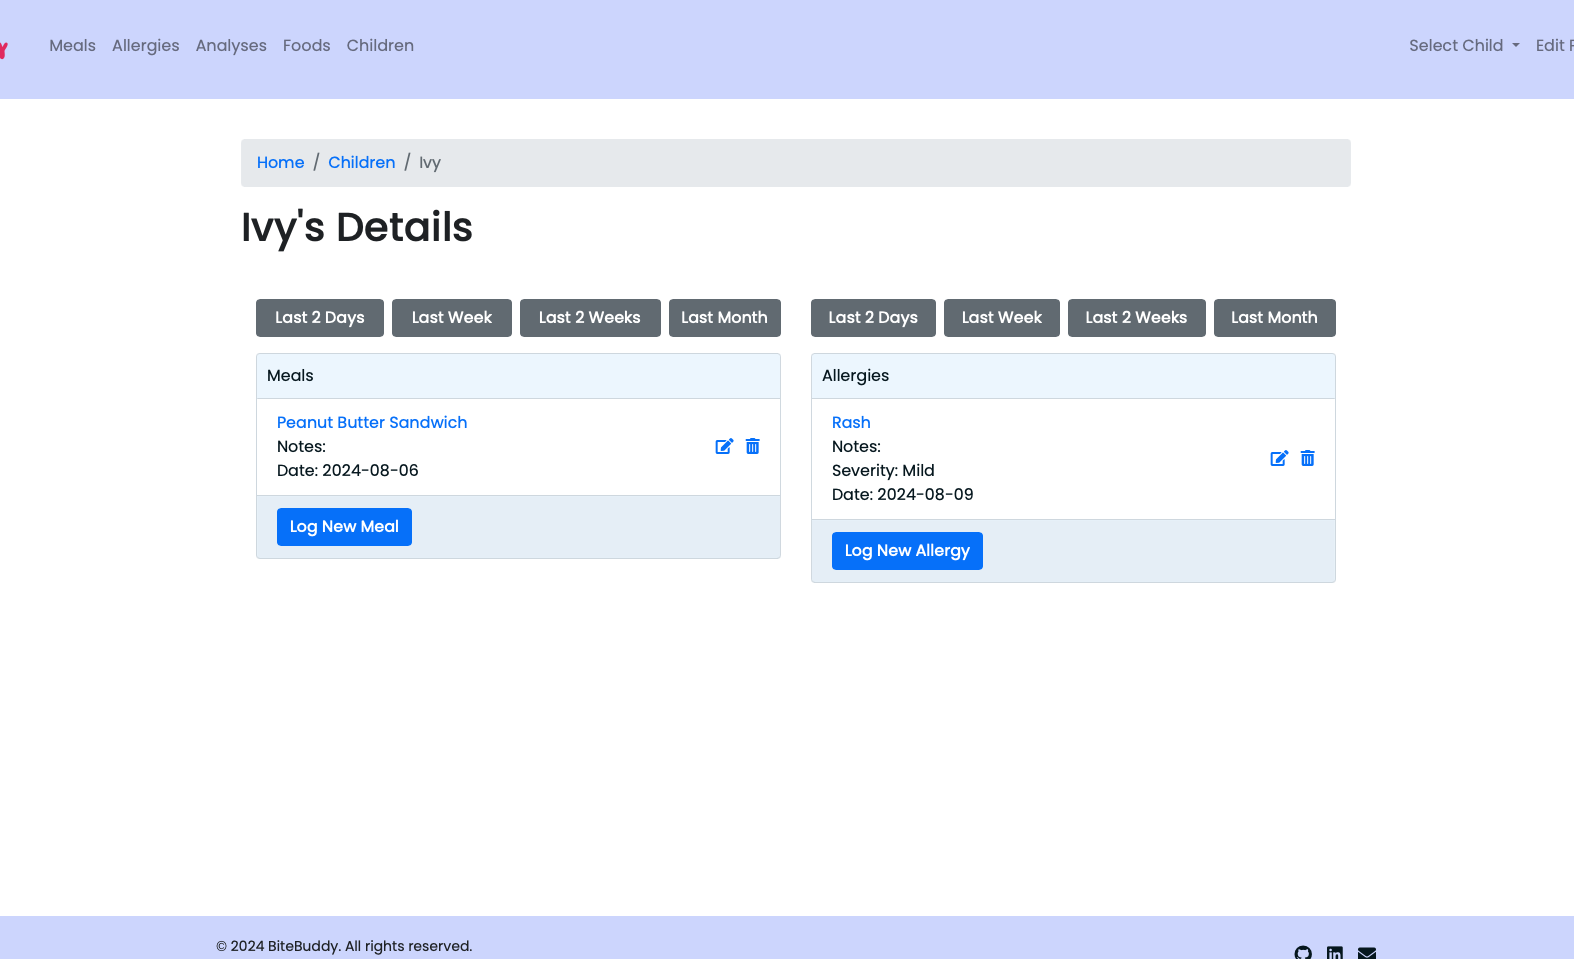 Meals Allergies Analyses Foods Children Select Child Edit
Home / Children / Ivy
Ivy's Details
Last 2 Days Last Week Last 2 Weeks Last Month
Meals
Peanut Butter Sandwich
Notes:
Date: 2024-08-06
Log New Meal
Last 2 Days Last Week Last 2 Weeks Last Month
Allergies
Rash
Notes:
Severity: Mild
Date: 2024-08-09
Log New Allergy
© 2024 BiteBuddy. All rights reserved.